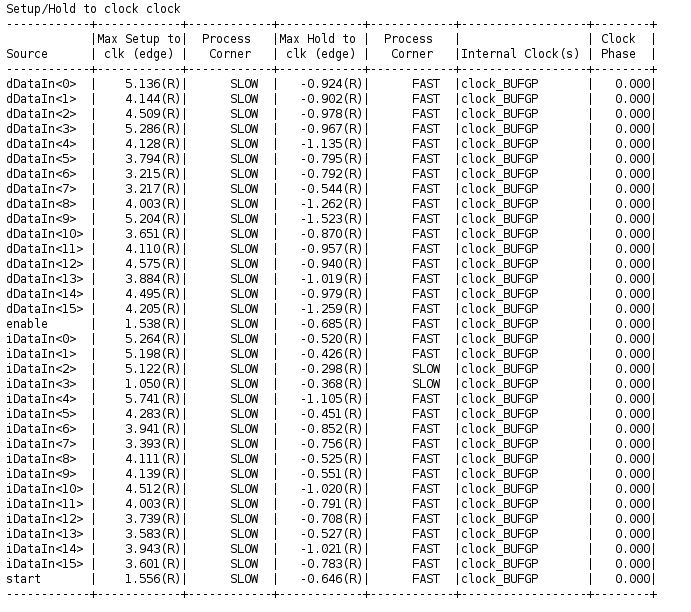 Setup/Hold to clock clock
------------+------------+------------+------------+------------+------------------+--------+
            |Max Setup to|  Process   |Max Hold to |  Process   |                  | Clock  |
Source      | clk (edge) |   Corner   | clk (edge) |   Corner   |Internal Clock(s) | Phase  |
------------+------------+------------+------------+------------+------------------+--------+
dDataIn<0>  |    5.136(R)|      SLOW  |   -0.924(R)|      FAST  |clock_BUFGP       |   0.000|
dDataIn<1>  |    4.144(R)|      SLOW  |   -0.902(R)|      FAST  |clock_BUFGP       |   0.000|
dDataIn<2>  |    4.509(R)|      SLOW  |   -0.978(R)|      FAST  |clock_BUFGP       |   0.000|
dDataIn<3>  |    5.286(R)|      SLOW  |   -0.967(R)|      FAST  |clock_BUFGP       |   0.000|
dDataIn<4>  |    4.128(R)|      SLOW  |   -1.135(R)|      FAST  |clock_BUFGP       |   0.000|
dDataIn<5>  |    3.794(R)|      SLOW  |   -0.795(R)|      FAST  |clock_BUFGP       |   0.000|
dDataIn<6>  |    3.215(R)|      SLOW  |   -0.792(R)|      FAST  |clock_BUFGP       |   0.000|
dDataIn<7>  |    3.217(R)|      SLOW  |   -0.544(R)|      FAST  |clock_BUFGP       |   0.000|
dDataIn<8>  |    4.003(R)|      SLOW  |   -1.262(R)|      FAST  |clock_BUFGP       |   0.000|
dDataIn<9>  |    5.204(R)|      SLOW  |   -1.523(R)|      FAST  |clock_BUFGP       |   0.000|
dDataIn<10> |    3.651(R)|      SLOW  |   -0.870(R)|      FAST  |clock_BUFGP       |   0.000|
dDataIn<11> |    4.110(R)|      SLOW  |   -0.957(R)|      FAST  |clock_BUFGP       |   0.000|
dDataIn<12> |    4.575(R)|      SLOW  |   -0.940(R)|      FAST  |clock_BUFGP       |   0.000|
dDataIn<13> |    3.884(R)|      SLOW  |   -1.019(R)|      FAST  |clock_BUFGP       |   0.000|
dDataIn<14> |    4.495(R)|      SLOW  |   -0.979(R)|      FAST  |clock_BUFGP       |   0.000|
dDataIn<15> |    4.205(R)|      SLOW  |   -1.259(R)|      FAST  |clock_BUFGP       |   0.000|
enable      |    1.538(R)|      SLOW  |   -0.685(R)|      FAST  |clock_BUFGP       |   0.000|
iDataIn<0>  |    5.264(R)|      SLOW  |   -0.520(R)|      FAST  |clock_BUFGP       |   0.000|
iDataIn<1>  |    5.198(R)|      SLOW  |   -0.426(R)|      FAST  |clock_BUFGP       |   0.000|
iDataIn<2>  |    5.122(R)|      SLOW  |   -0.298(R)|      SLOW  |clock_BUFGP       |   0.000|
iDataIn<3>  |    1.050(R)|      SLOW  |   -0.368(R)|      SLOW  |clock_BUFGP       |   0.000|
iDataIn<4>  |    5.741(R)|      SLOW  |   -1.105(R)|      FAST  |clock_BUFGP       |   0.000|
iDataIn<5>  |    4.283(R)|      SLOW  |   -0.451(R)|      FAST  |clock_BUFGP       |   0.000|
iDataIn<6>  |    3.941(R)|      SLOW  |   -0.852(R)|      FAST  |clock_BUFGP       |   0.000|
iDataIn<7>  |    3.393(R)|      SLOW  |   -0.756(R)|      FAST  |clock_BUFGP       |   0.000|
iDataIn<8>  |    4.111(R)|      SLOW  |   -0.525(R)|      FAST  |clock_BUFGP       |   0.000|
iDataIn<9>  |    4.139(R)|      SLOW  |   -0.551(R)|      FAST  |clock_BUFGP       |   0.000|
iDataIn<10> |    4.512(R)|      SLOW  |   -1.020(R)|      FAST  |clock_BUFGP       |   0.000|
iDataIn<11> |    4.003(R)|      SLOW  |   -0.791(R)|      FAST  |clock_BUFGP       |   0.000|
iDataIn<12> |    3.739(R)|      SLOW  |   -0.708(R)|      FAST  |clock_BUFGP       |   0.000|
iDataIn<13> |    3.583(R)|      SLOW  |   -0.527(R)|      FAST  |clock_BUFGP       |   0.000|
iDataIn<14> |    3.943(R)|      SLOW  |   -1.021(R)|      FAST  |clock_BUFGP       |   0.000|
iDataIn<15> |    3.601(R)|      SLOW  |   -0.783(R)|      FAST  |clock_BUFGP       |   0.000|
start       |    1.556(R)|      SLOW  |   -0.646(R)|      FAST  |clock_BUFGP       |   0.000|
------------+------------+------------+------------+------------+------------------+--------+